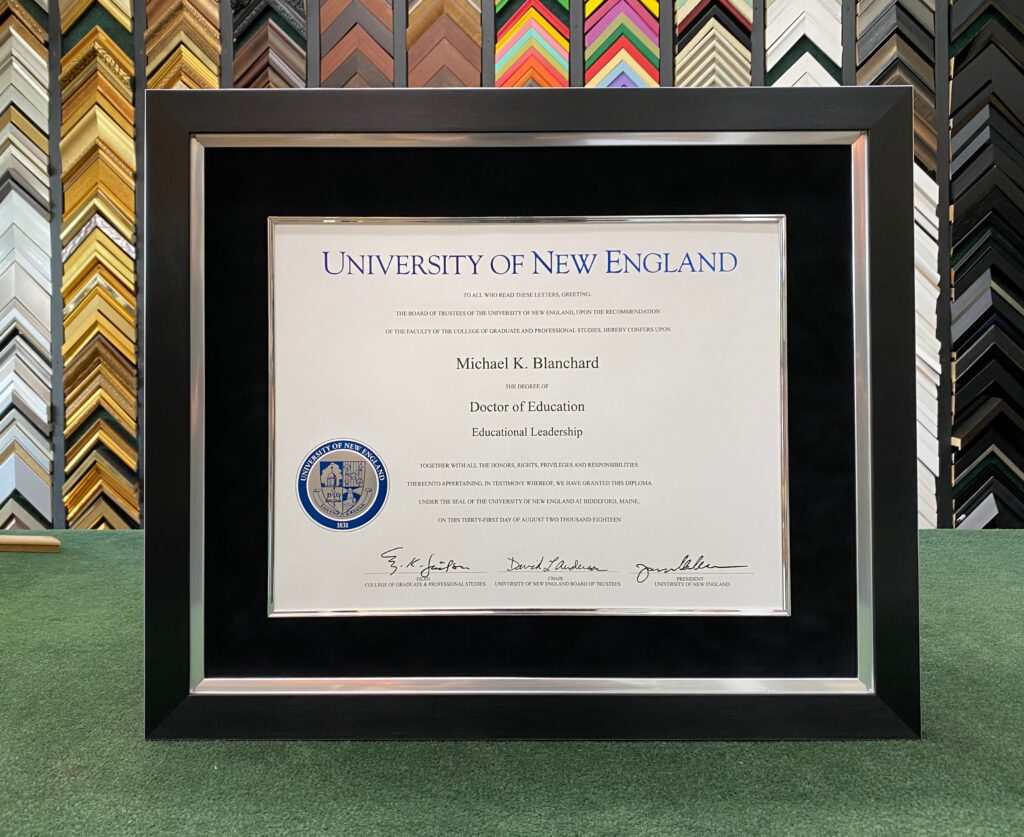 UNIVERSITY OF NEW ENGLAND
TO ALL WHO READ THESE LETTERS, GREETING.
THE BOARD OF TRUSTEES OF THE UNIVERSITY OF NEW ENGLAND, UPON THE RECOMMENDATION
OF THE FACULTY OF THE COLLEGE OF GRADUATE AND PROFESSIONAL STUDIES, HEREBY CONFERS UPON
Michael K. Blanchard
THE DEGREE OF
Doctor of Education
Educational Leadership
TOGETHER WITH ALL THE HONORS, RIGHTS, PRIVILEGES AND RESPONSIBILITIES
THEREUNTO APPERTAINING. IN TESTIMONY WHEREOF, WE HAVE GRANTED THIS DIPLOMA
UNDER THE SEAL OF THE UNIVERSITY OF NEW ENGLAND AT BIDDEFORD, MAINE,
ON THIS THIRTY-FIRST DAY OF AUGUST TWO THOUSAND EIGHTEEN
UNIVERSITY OF NEW ENGLAND
1831
David L Anderson
DEAN
COLLEGE OF GRADUATE & PROFESSIONAL STUDIES
CHAIR
UNIVERSITY OF NEW ENGLAND BOARD OF TRUSTEES
PRESIDENT
UNIVERSITY OF NEW ENGLAND